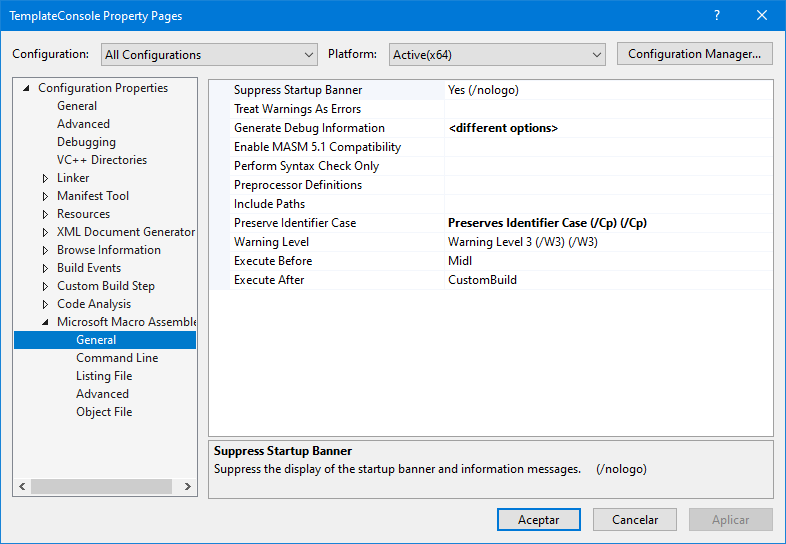 TemplateConsole Property Pages
Configuration: All Configurations Platform: Active(x64) Configuration Manager...
Configuration Properties
General
Advanced
Debugging
VC++ Directories
Linker
Manifest Tool
Resources
XML Document Generator
Browse Information
Build Events
Custom Build Step
Code Analysis
Microsoft Macro Assemble
General
Command Line
Listing File
Advanced
Object File
Suppress Startup Banner Yes (/nologo)
Treat Warnings As Errors
Generate Debug Information <different options>
Enable MASM 5.1 Compatibility
Perform Syntax Check Only
Preprocessor Definitions
Include Paths
Preserve Identifier Case Preserves Identifier Case (/Cp) (/Cp)
Warning Level Warning Level 3 (/W3) (/W3)
Execute Before Midl
Execute After CustomBuild
Suppress Startup Banner
Suppress the display of the startup banner and information messages. (/nologo)
Aceptar Cancelar Aplicar